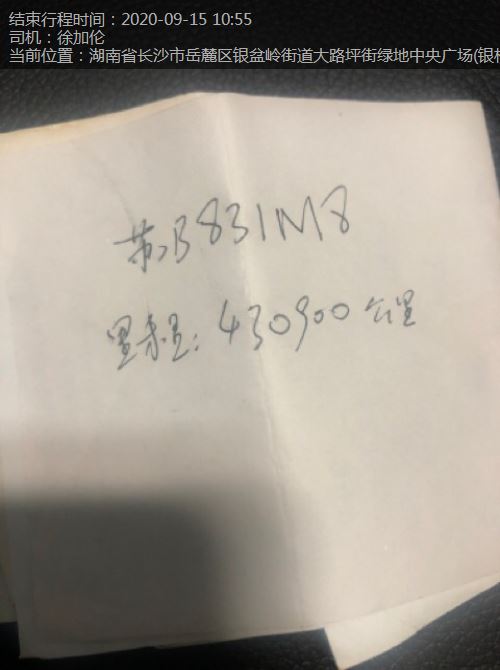 结束行程时间：2020-09-15 10:55
司机：徐加伦
当前位置：湖南省长沙市岳麓区银盆岭街道大路坪街绿地中央广场(银杉
苏B831M8
里程：430900公里